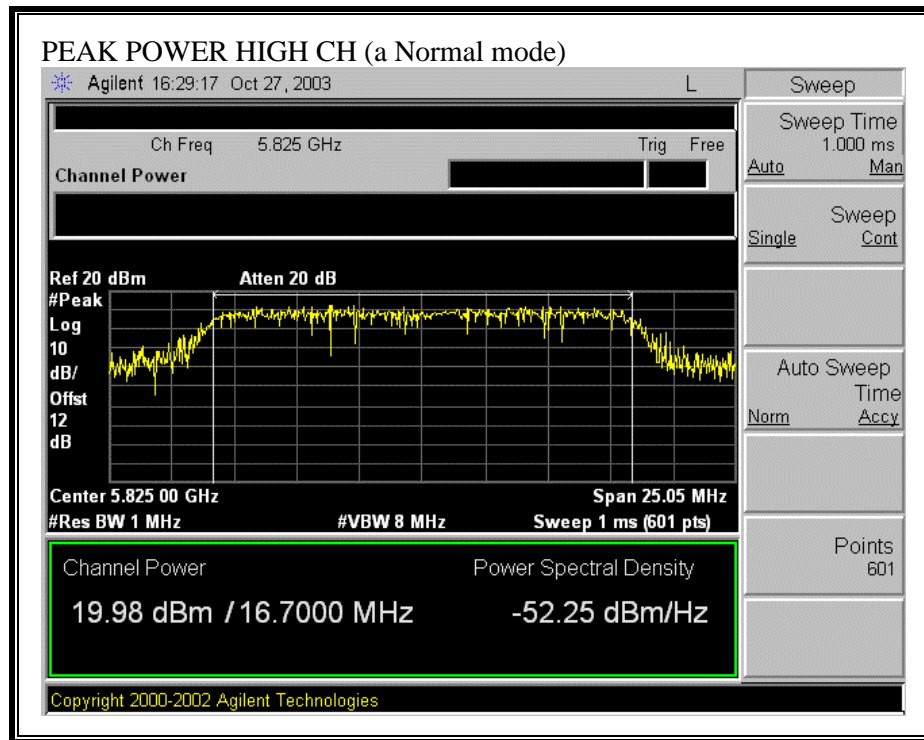 PEAK POWER HIGH CH (a Normal mode)
Agilent 16:29:17 Oct 27, 2003 L
Ch Freq 5.825 GHz Trig Free
Channel Power
Ref 20 dBm Atten 20 dB
#Peak
Log
10
dB/
Offst
12
dB
Center 5.825 00 GHz Span 25.05 MHz
#Res BW 1 MHz #VBW 8 MHz Sweep 1 ms (601 pts)
Channel Power Power Spectral Density
19.98 dBm / 16.7000 MHz -52.25 dBm/Hz
Copyright 2000-2002 Agilent Technologies
Sweep
Sweep Time
1.000 ms
Auto Man
Sweep
Single Cont
Auto Sweep
Time
Norm Accy
Points
601